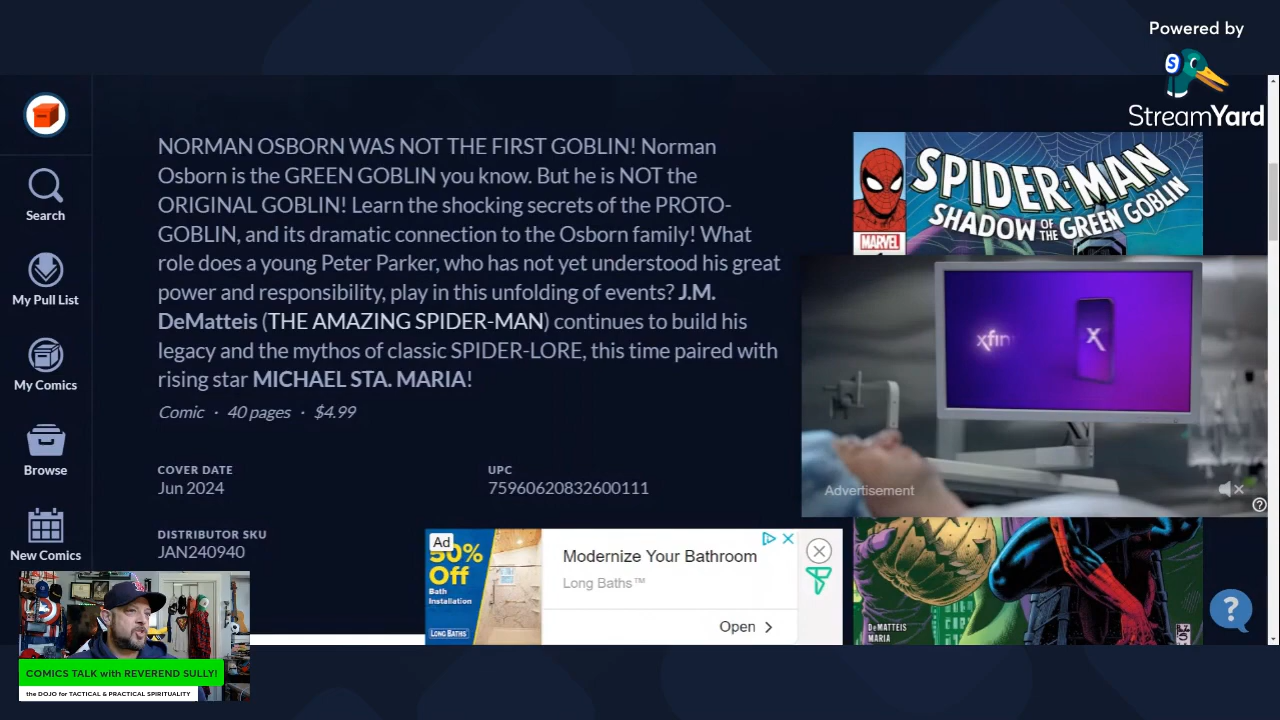 Powered by
StreamYard
Search
My Pull List
My Comics
Browse
New Comics
NORMAN OSBORN WAS NOT THE FIRST GOBLIN! Norman
Osborn is the GREEN GOBLIN you know. But he is NOT the
ORIGINAL GOBLIN! Learn the shocking secrets of the PROTO-
GOBLIN, and its dramatic connection to the Osborn family! What
role does a young Peter Parker, who has not yet understood his great
power and responsibility, play in this unfolding of events? J.M.
DeMatteis (THE AMAZING SPIDER-MAN) continues to build his
legacy and the mythos of classic SPIDER-LORE, this time paired with
rising star MICHAEL STA. MARIA!
Comic · 40 pages · $4.99
COVER DATE
Jun 2024
UPC
75960620832600111
DISTRIBUTOR SKU
JAN240940
SPIDER-MAN
SHADOW OF THE GREEN GOBLIN
MARVEL
xfin
X
Advertisement
DeMATTEIS
MARIA
Ad
50%
Off
Bath
Installation
LONG BATHS
Modernize Your Bathroom
Long Baths™
Open
?
COMICS TALK with REVEREND SULLY!
the DOJO for TACTICAL & PRACTICAL SPIRITUALITY